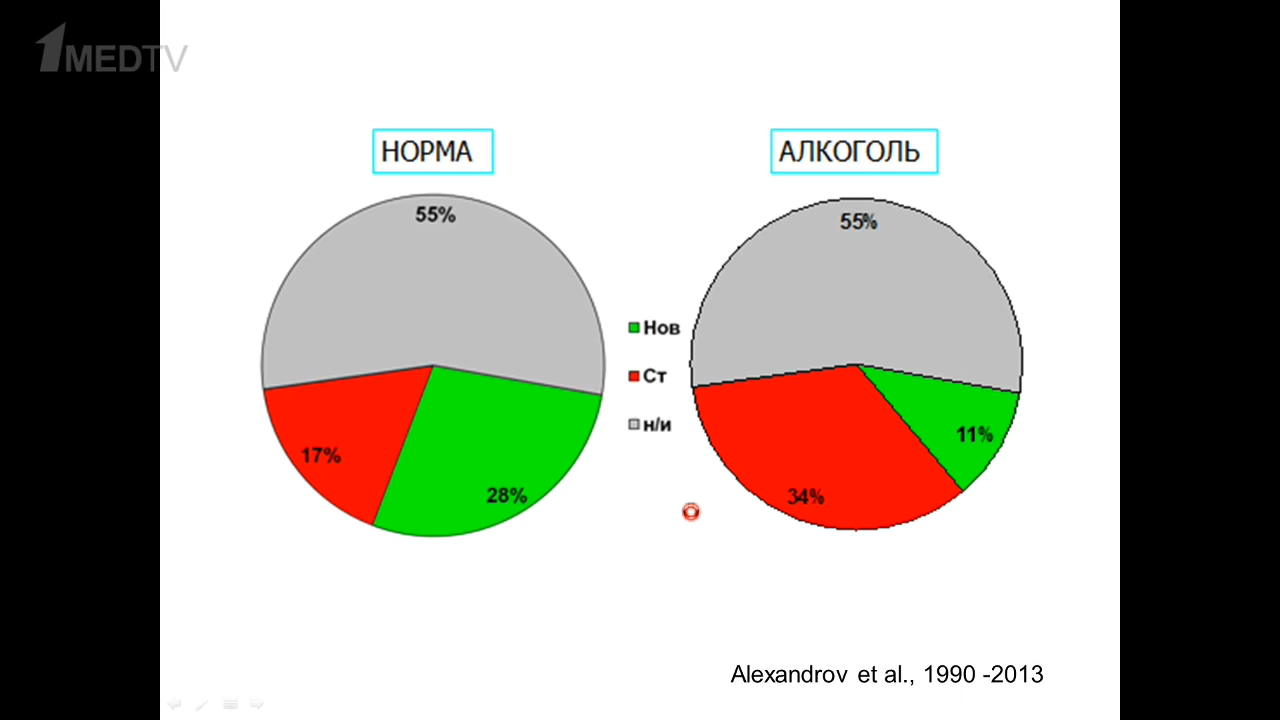 1MEDTV
НОРМА
АЛКОГОЛЬ
55%
55%
Нов
Ст
н/и
17%
28%
11%
34%
Alexandrov et al., 1990 -2013